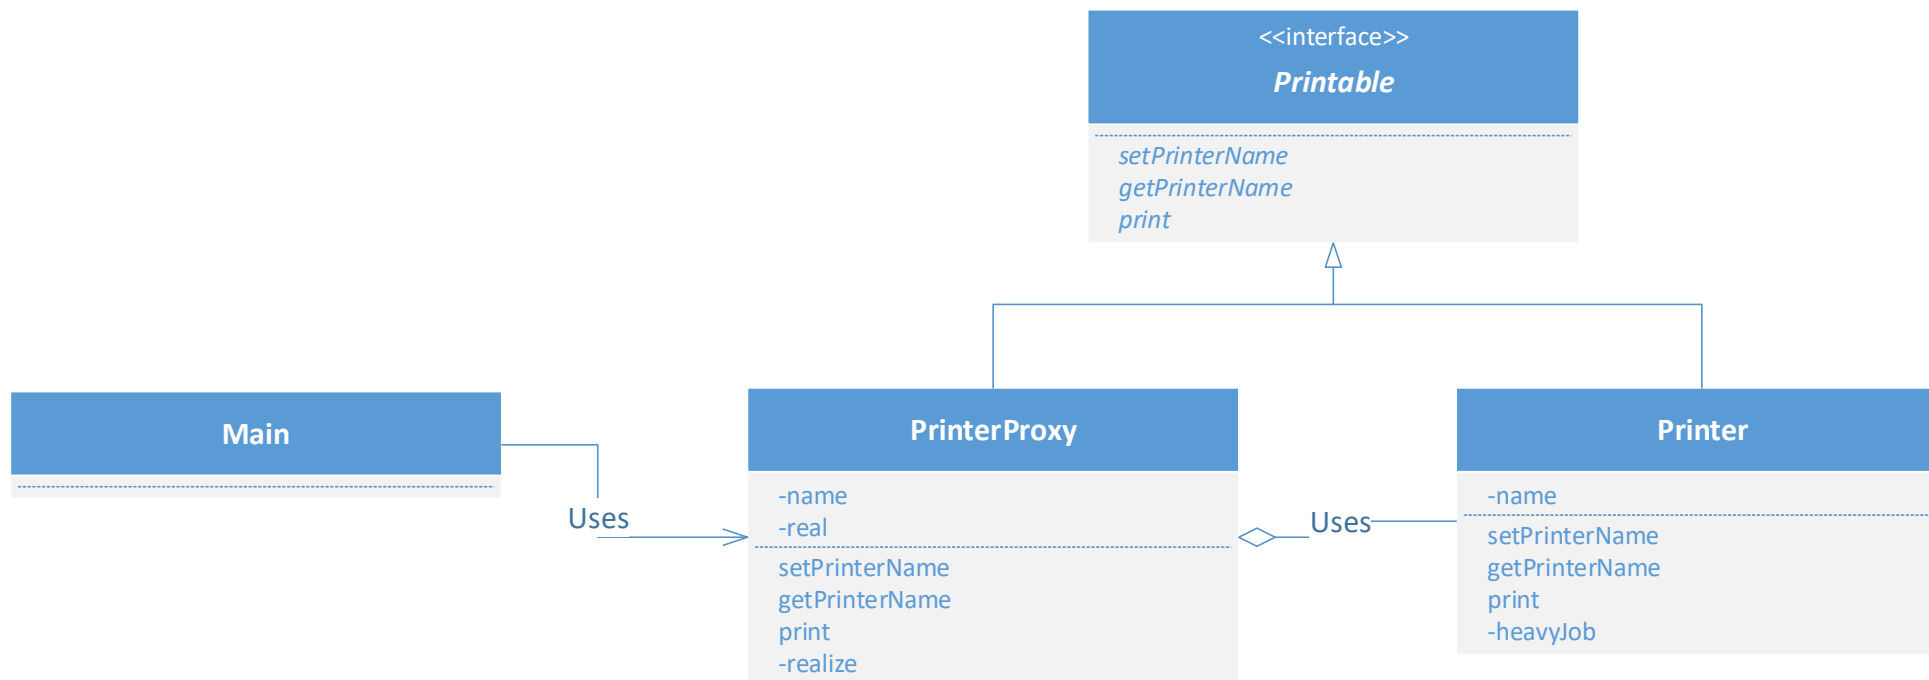 <<interface>>
Printable
setPrinterName
getPrinterName
print
Main
Uses
PrinterProxy
-name
-real
setPrinterName
getPrinterName
print
-realize
Uses
Printer
-name
setPrinterName
getPrinterName
print
-heavyJob